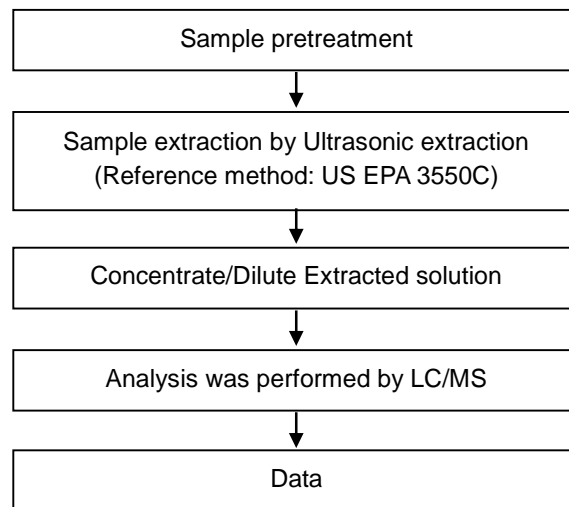 Sample pretreatment
Sample extraction by Ultrasonic extraction
(Reference method: US EPA 3550C)
Concentrate/Dilute Extracted solution
Analysis was performed by LC/MS
Data